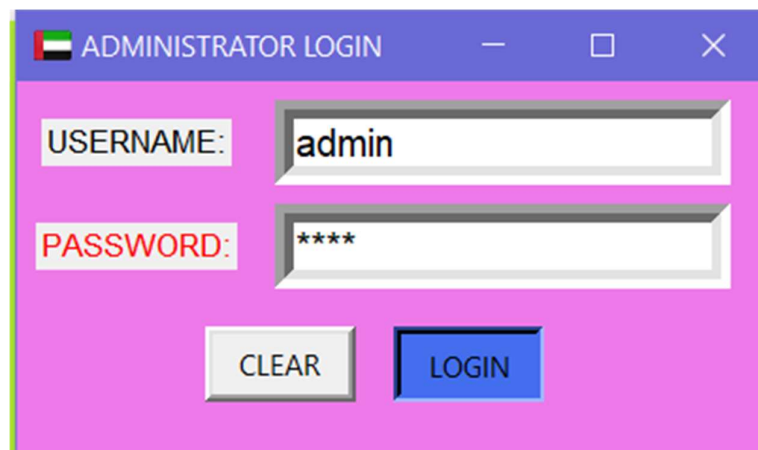 ADMINISTRATOR LOGIN
USERNAME: admin
PASSWORD: ****
CLEAR LOGIN